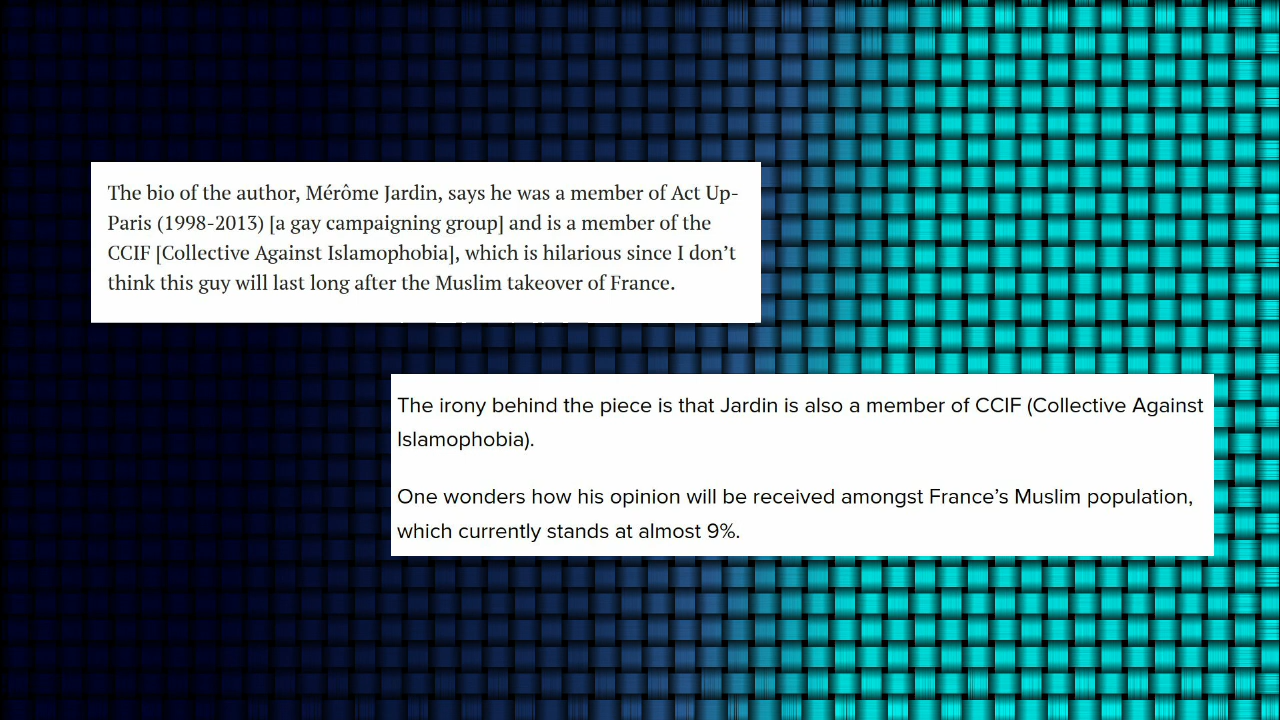 The bio of the author, Mérôme Jardin, says he was a member of Act Up-
Paris (1998-2013) [a gay campaigning group] and is a member of the
CCIF [Collective Against Islamophobia], which is hilarious since I don’t
think this guy will last long after the Muslim takeover of France.
The irony behind the piece is that Jardin is also a member of CCIF (Collective Against
Islamophobia).
One wonders how his opinion will be received amongst France’s Muslim population,
which currently stands at almost 9%.